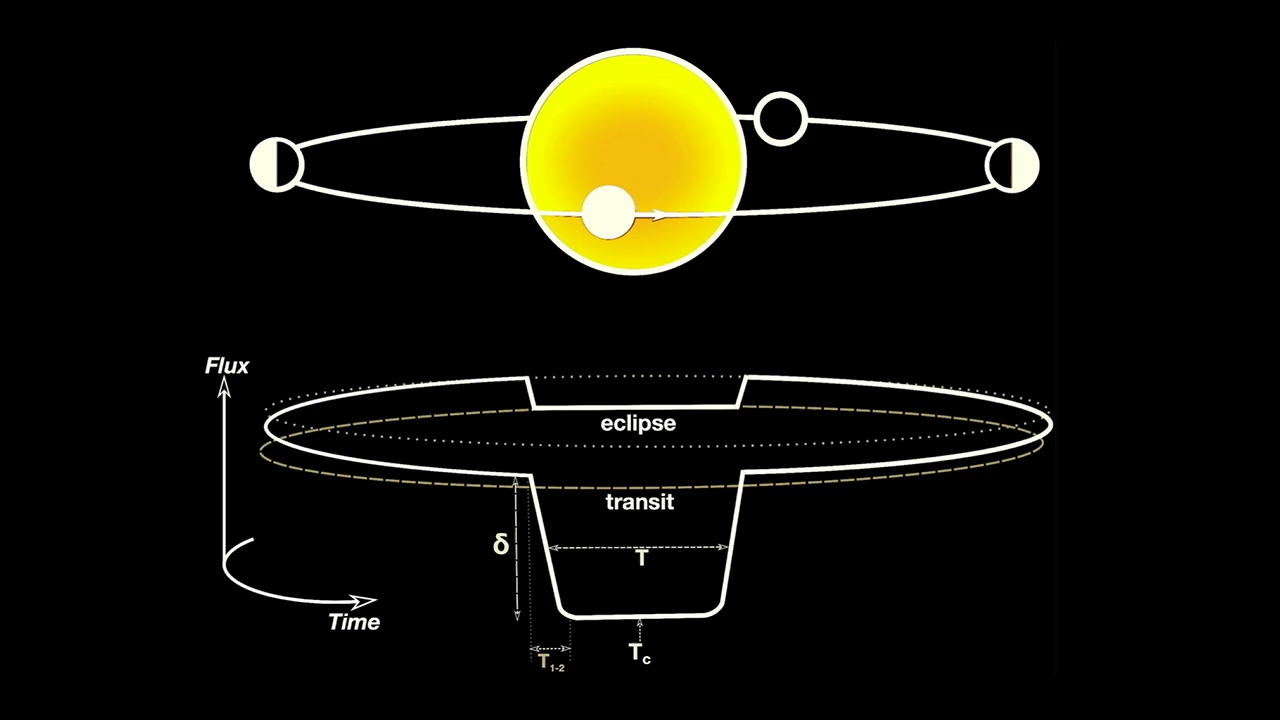 Flux
eclipse
transit
δ
T
Time
T₁₋₂
Tc